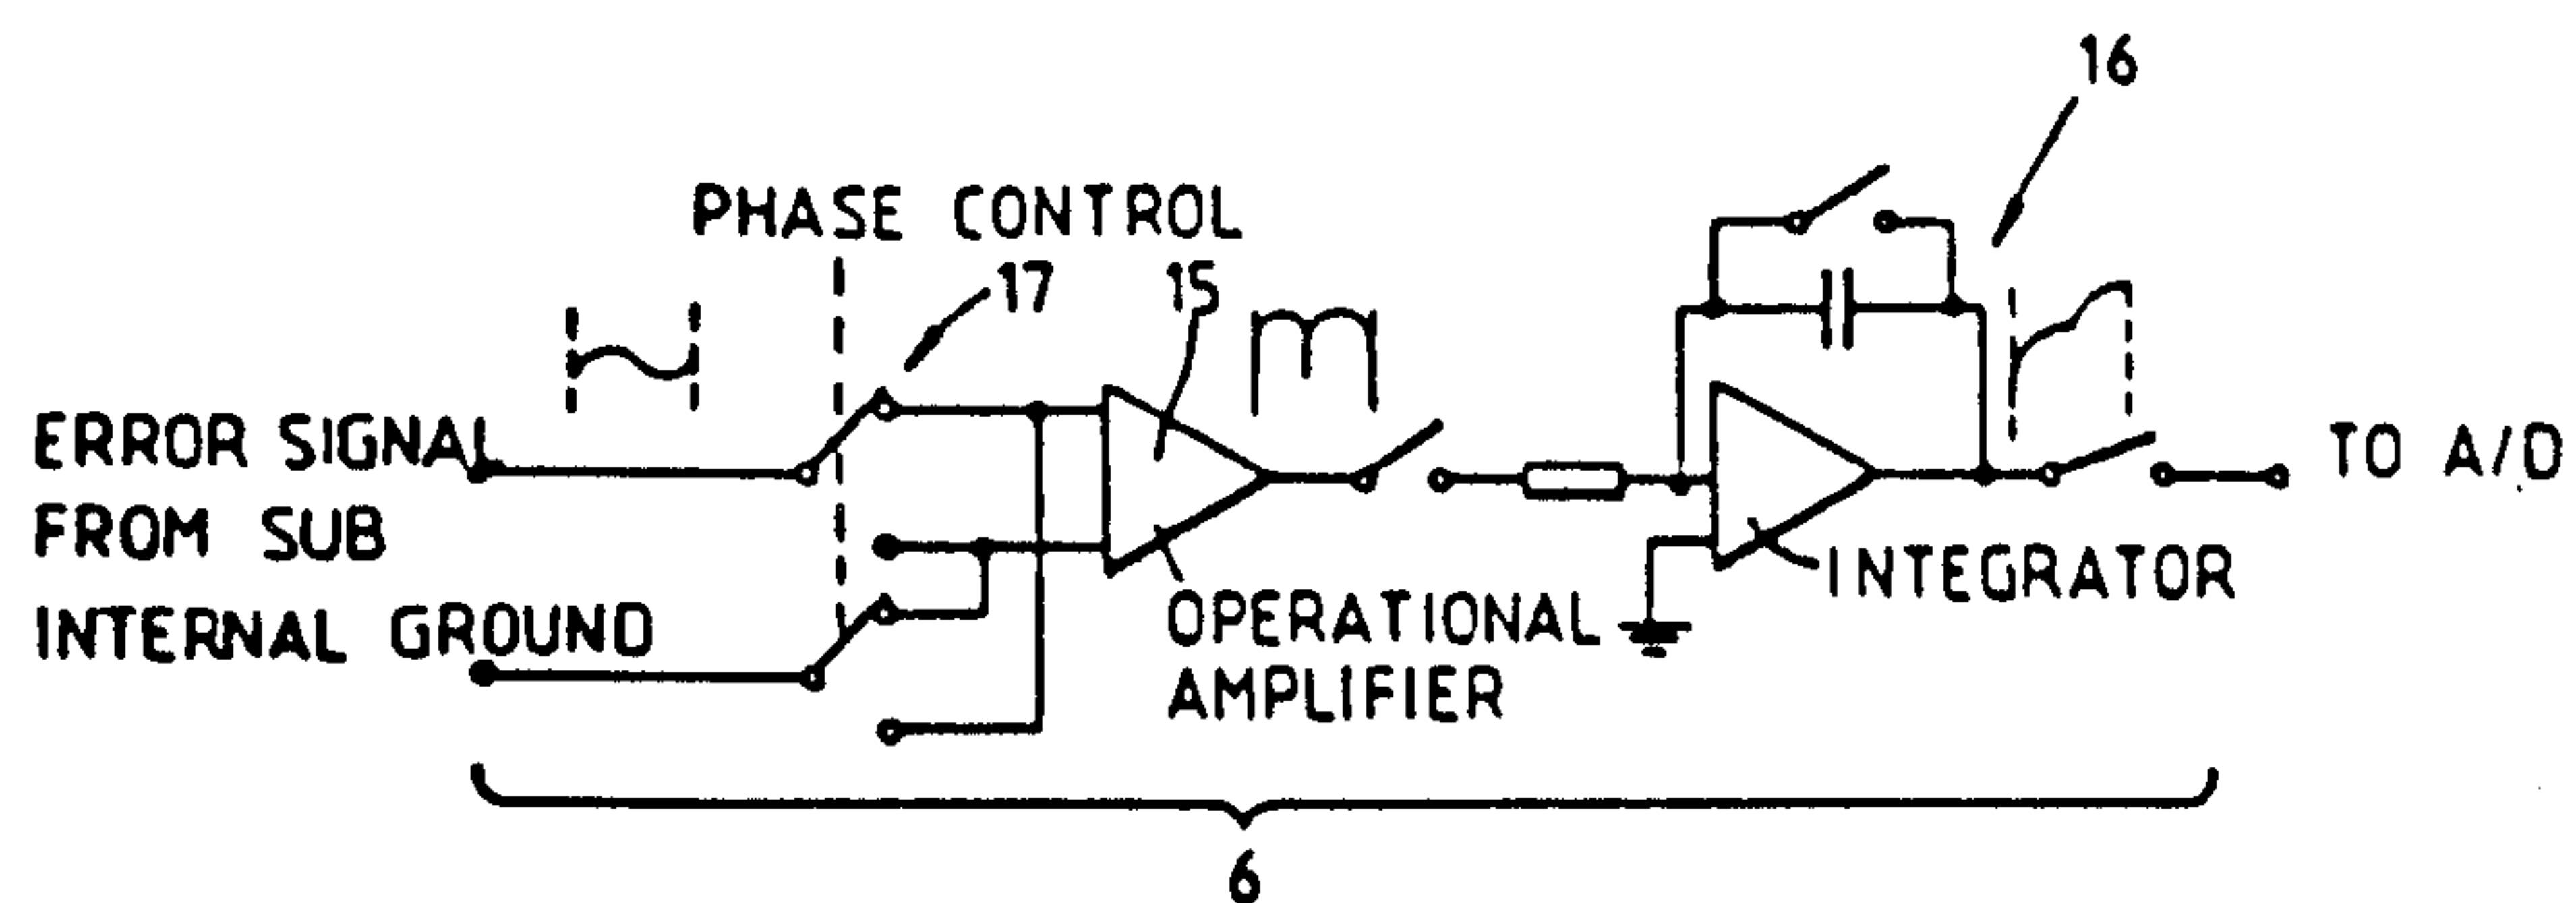 16
PHASE CONTROL
17
15
ERROR SIGNAL
FROM SUB
TO A/D
INTEGRATOR
INTERNAL GROUND
OPERATIONAL
AMPLIFIER
6